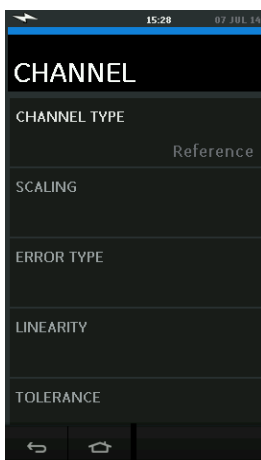 15:28 07 JUL 14
CHANNEL
CHANNEL TYPE
Reference
SCALING
ERROR TYPE
LINEARITY
TOLERANCE